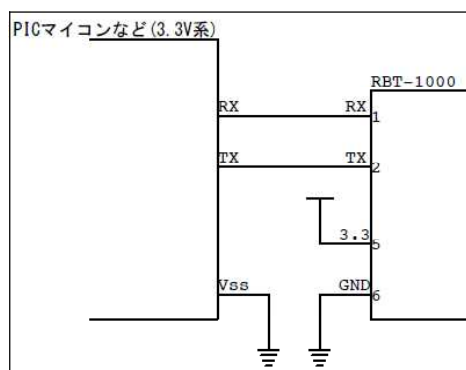 PICマイコンなど(3.3V系)
RBT-1000
RX RX 1
TX TX 2
3.3 5
Vss GND 6